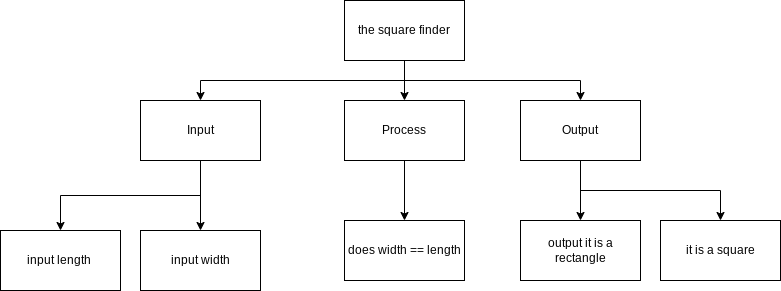 the square finder
Input
Process
Output
input length
input width
does width == length
output it is a
rectangle
it is a square